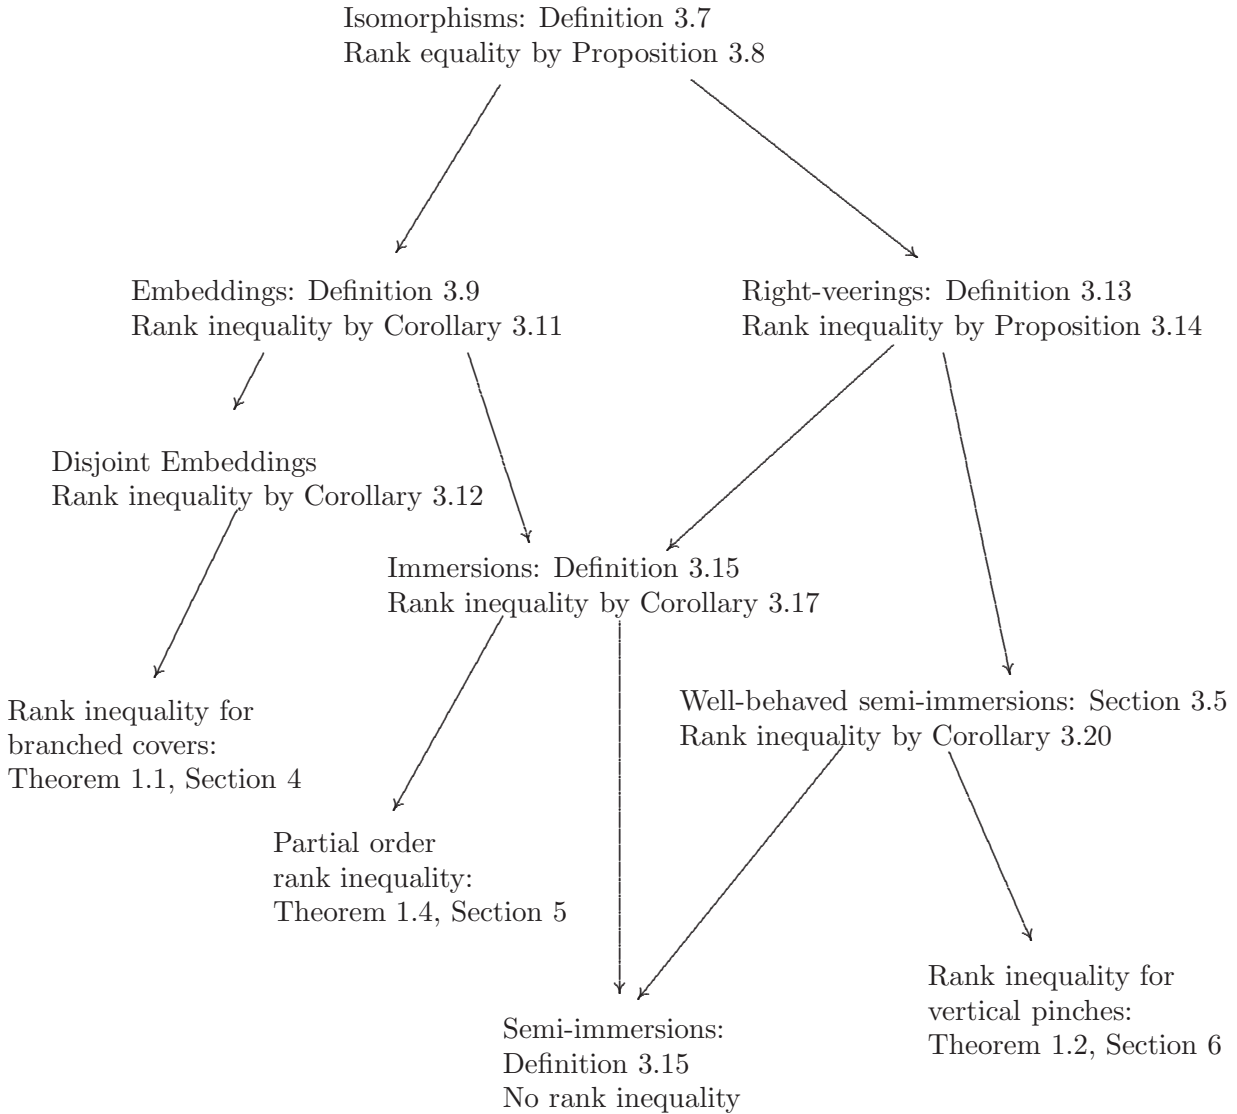 Isomorphisms: Definition 3.7
Rank equality by Proposition 3.8
Embeddings: Definition 3.9
Rank inequality by Corollary 3.11
Right-veerings: Definition 3.13
Rank inequality by Proposition 3.14
Disjoint Embeddings
Rank inequality by Corollary 3.12
Immersions: Definition 3.15
Rank inequality by Corollary 3.17
Rank inequality for
branched covers:
Theorem 1.1, Section 4
Well-behaved semi-immersions: Section 3.5
Rank inequality by Corollary 3.20
Partial order
rank inequality:
Theorem 1.4, Section 5
Rank inequality for
vertical pinches:
Theorem 1.2, Section 6
Semi-immersions:
Definition 3.15
No rank inequality